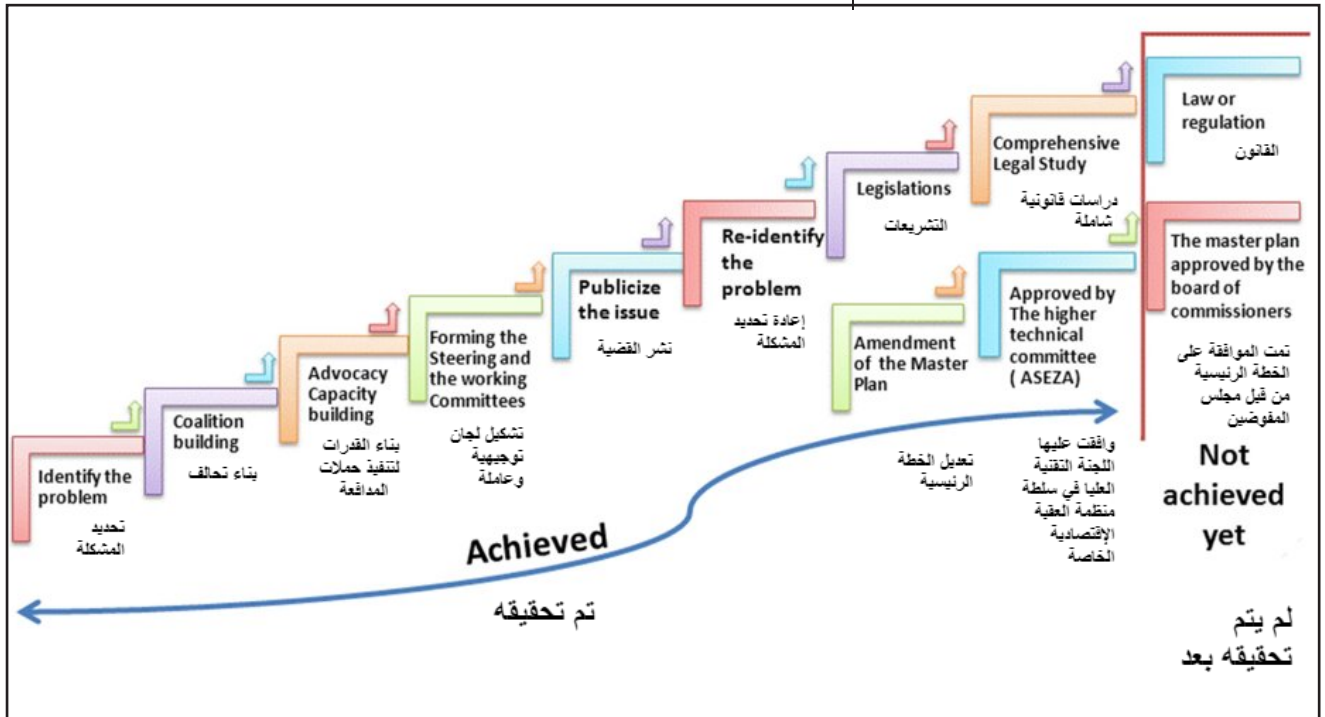 Identify the
problem
تحديد
المشكلة
Coalition
building
بناء تحالف
Advocacy
Capacity
building
بناء القدرات
لتنفيذ حملات
المدافعة
Forming the
Steering and
the working
Committees
تشكيل لجان
توجيهية
وعاملة
Publicize
the issue
نشر القضية
Re-identify
the
problem
إعادة تحديد
المشكلة
Legislations
التشريعات
Comprehensive
Legal Study
دراسات قانونية
شاملة
Law or
regulation
القانون
Amendment
of the Master
Plan
تعديل الخطة
الرئيسية
Approved by
The higher
technical
committee
( ASEZA)
وافقت عليها
اللجنة التقنية
العليا في سلطة
منظمة العقبة
الإقتصادية
الخاصة
The master plan
approved by the
board of
commissioners
تمت الموافقة على
الخطة الرئيسية
من قبل مجلس
المفوضين
Achieved
تم تحقيقه
Not
achieved
yet
لم يتم
تحقيقه بعد